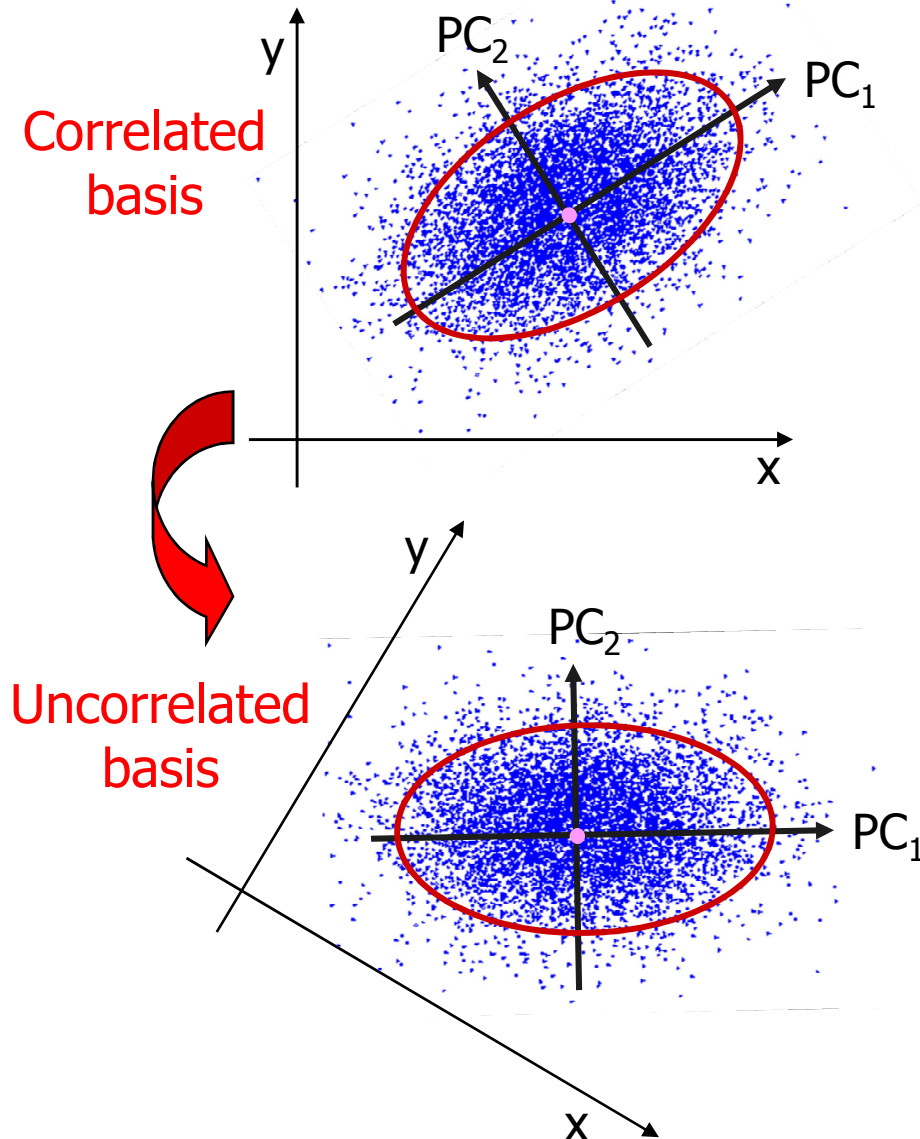 y
PC₂
PC₁
Correlated
basis
x
y
PC₂
Uncorrelated
basis
PC₁
x